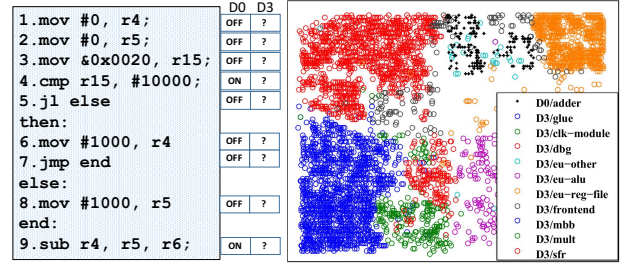 D0 D3
1.mov #0, r4; OFF ?
2.mov #0, r5; OFF ?
3.mov &0x0020, r15; OFF ?
4.cmp r15, #10000; ON ?
5.jl else OFF ?
then:
6.mov #1000, r4 OFF ?
7.jmp end OFF ?
else:
8.mov #1000, r5 OFF ?
end:
9.sub r4, r5, r6; ON ?
D0/adder
D3/glue
D3/clk-module
D3/dbg
D3/eu-other
D3/eu-alu
D3/eu-reg-file
D3/frontend
D3/mbb
D3/mult
D3/sfr